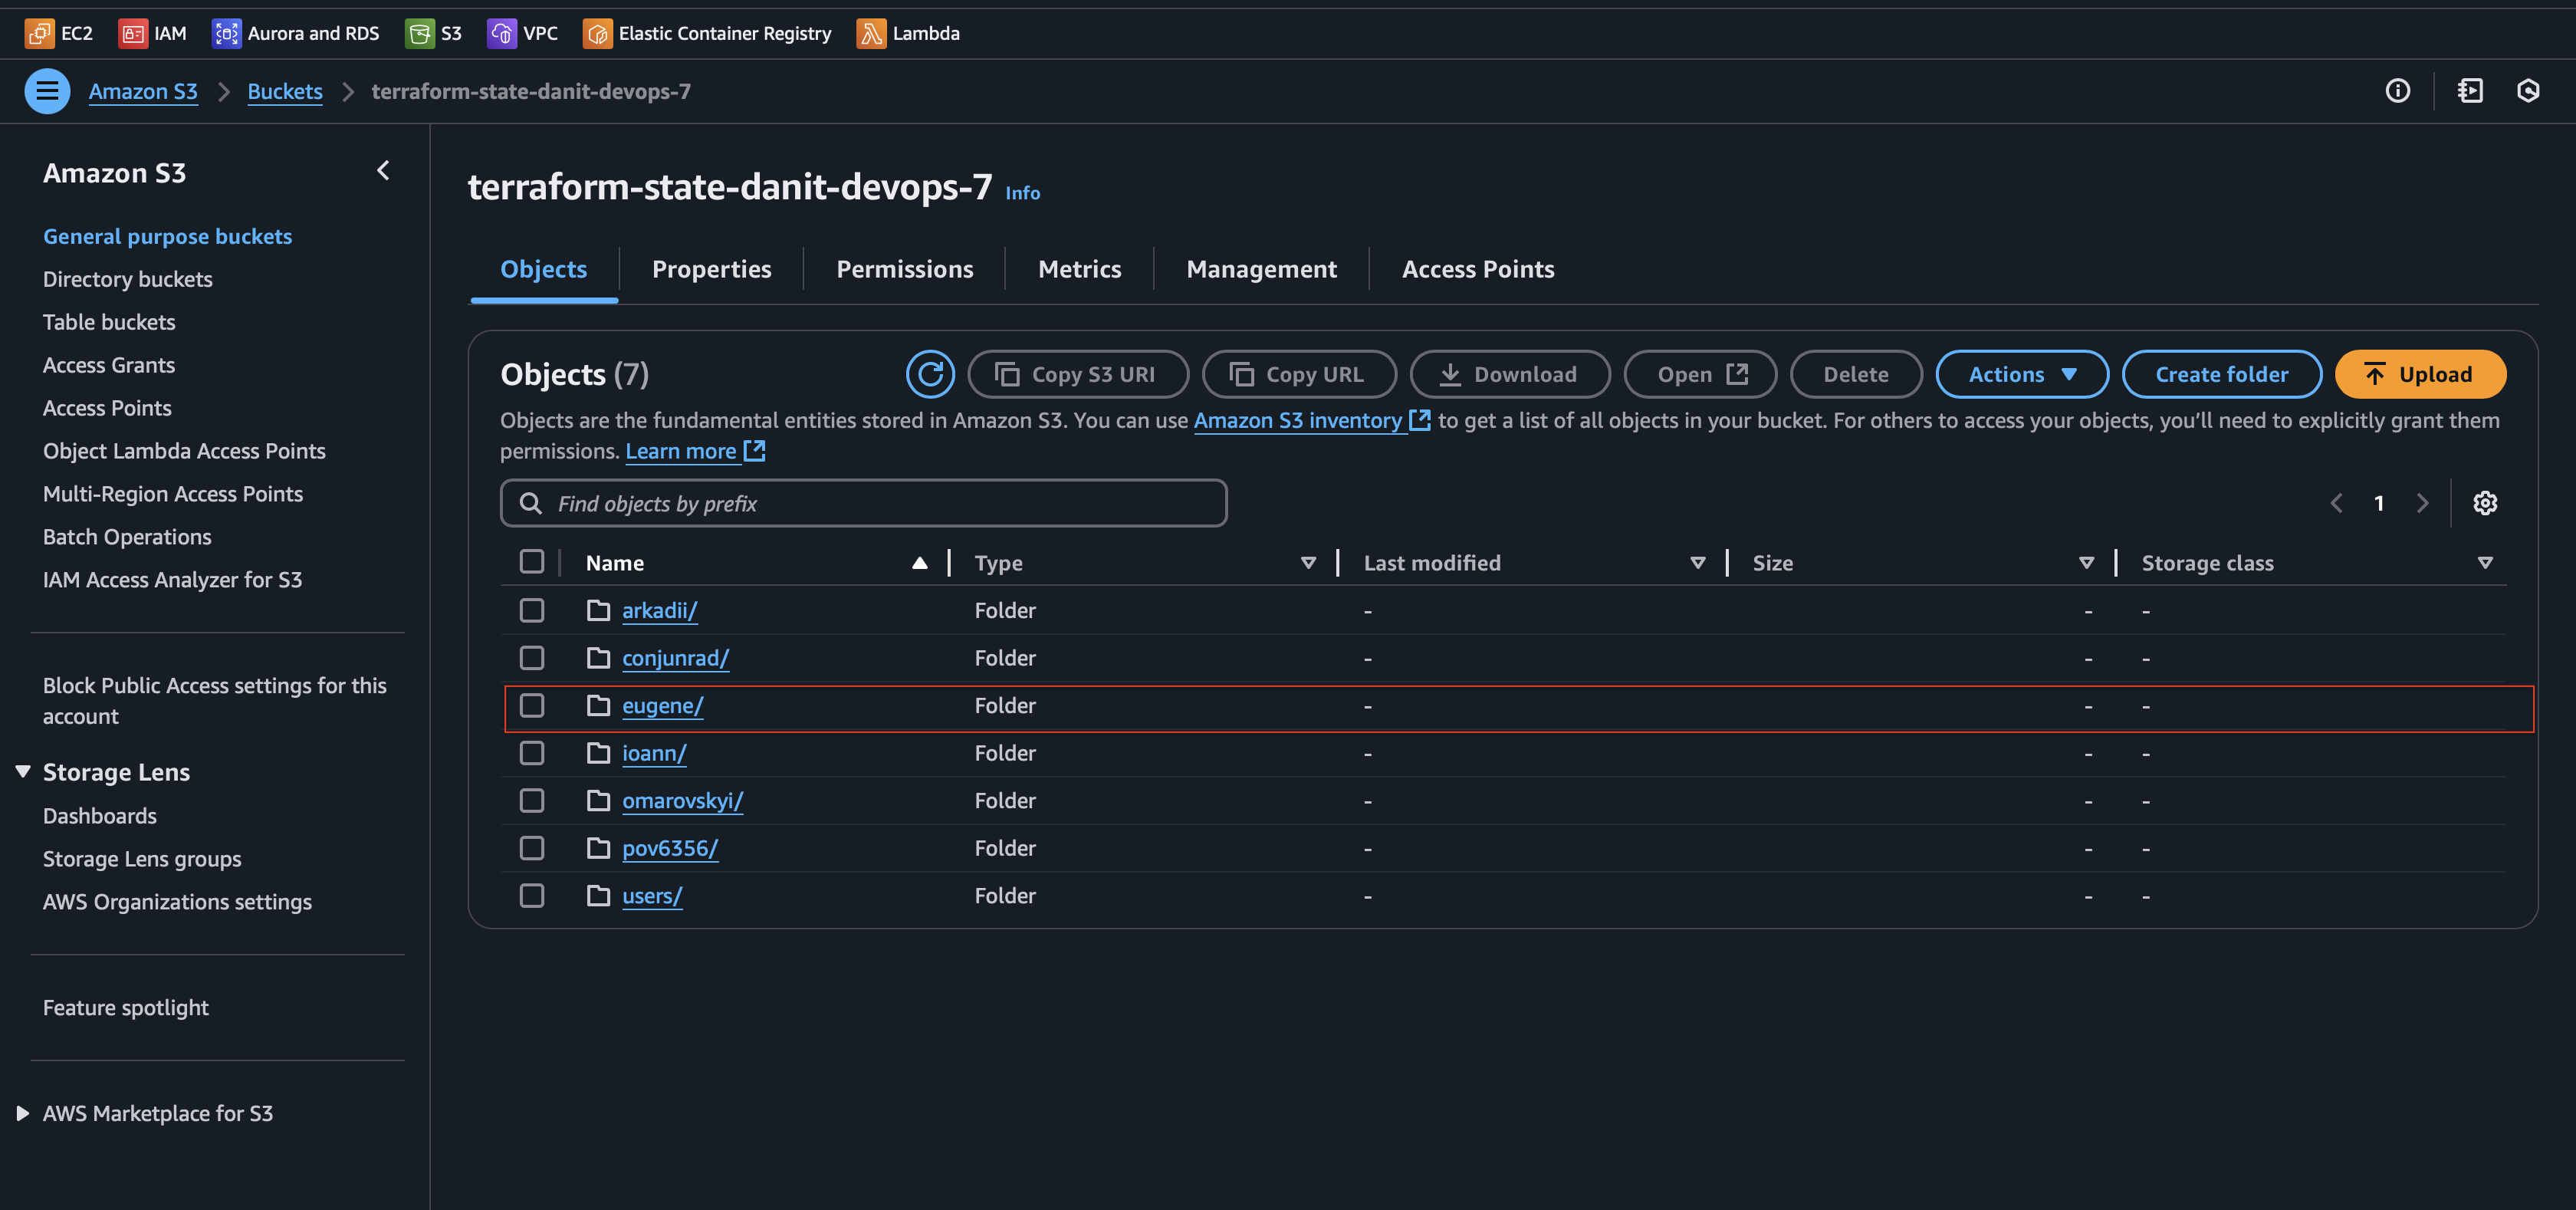 EC2 IAM Aurora and RDS S3 VPC Elastic Container Registry Lambda
Amazon S3 Buckets terraform-state-danit-devops-7
Amazon S3
General purpose buckets
Directory buckets
Table buckets
Access Grants
Access Points
Object Lambda Access Points
Multi-Region Access Points
Batch Operations
IAM Access Analyzer for S3
Block Public Access settings for this
account
Storage Lens
Dashboards
Storage Lens groups
AWS Organizations settings
Feature spotlight
AWS Marketplace for S3
terraform-state-danit-devops-7 Info
Objects Properties Permissions Metrics Management Access Points
Objects (7) Copy S3 URI Copy URL Download Open Delete Actions Create folder Upload
Objects are the fundamental entities stored in Amazon S3. You can use Amazon S3 inventory to get a list of all objects in your bucket. For others to access your objects, you’ll need to explicitly grant them
permissions. Learn more
Find objects by prefix 1
Name Type Last modified Size Storage class
arkadii/ Folder - - -
conjunrad/ Folder - - -
eugene/ Folder - - -
ioann/ Folder - - -
omarovskyi/ Folder - - -
pov6356/ Folder - - -
users/ Folder - - -